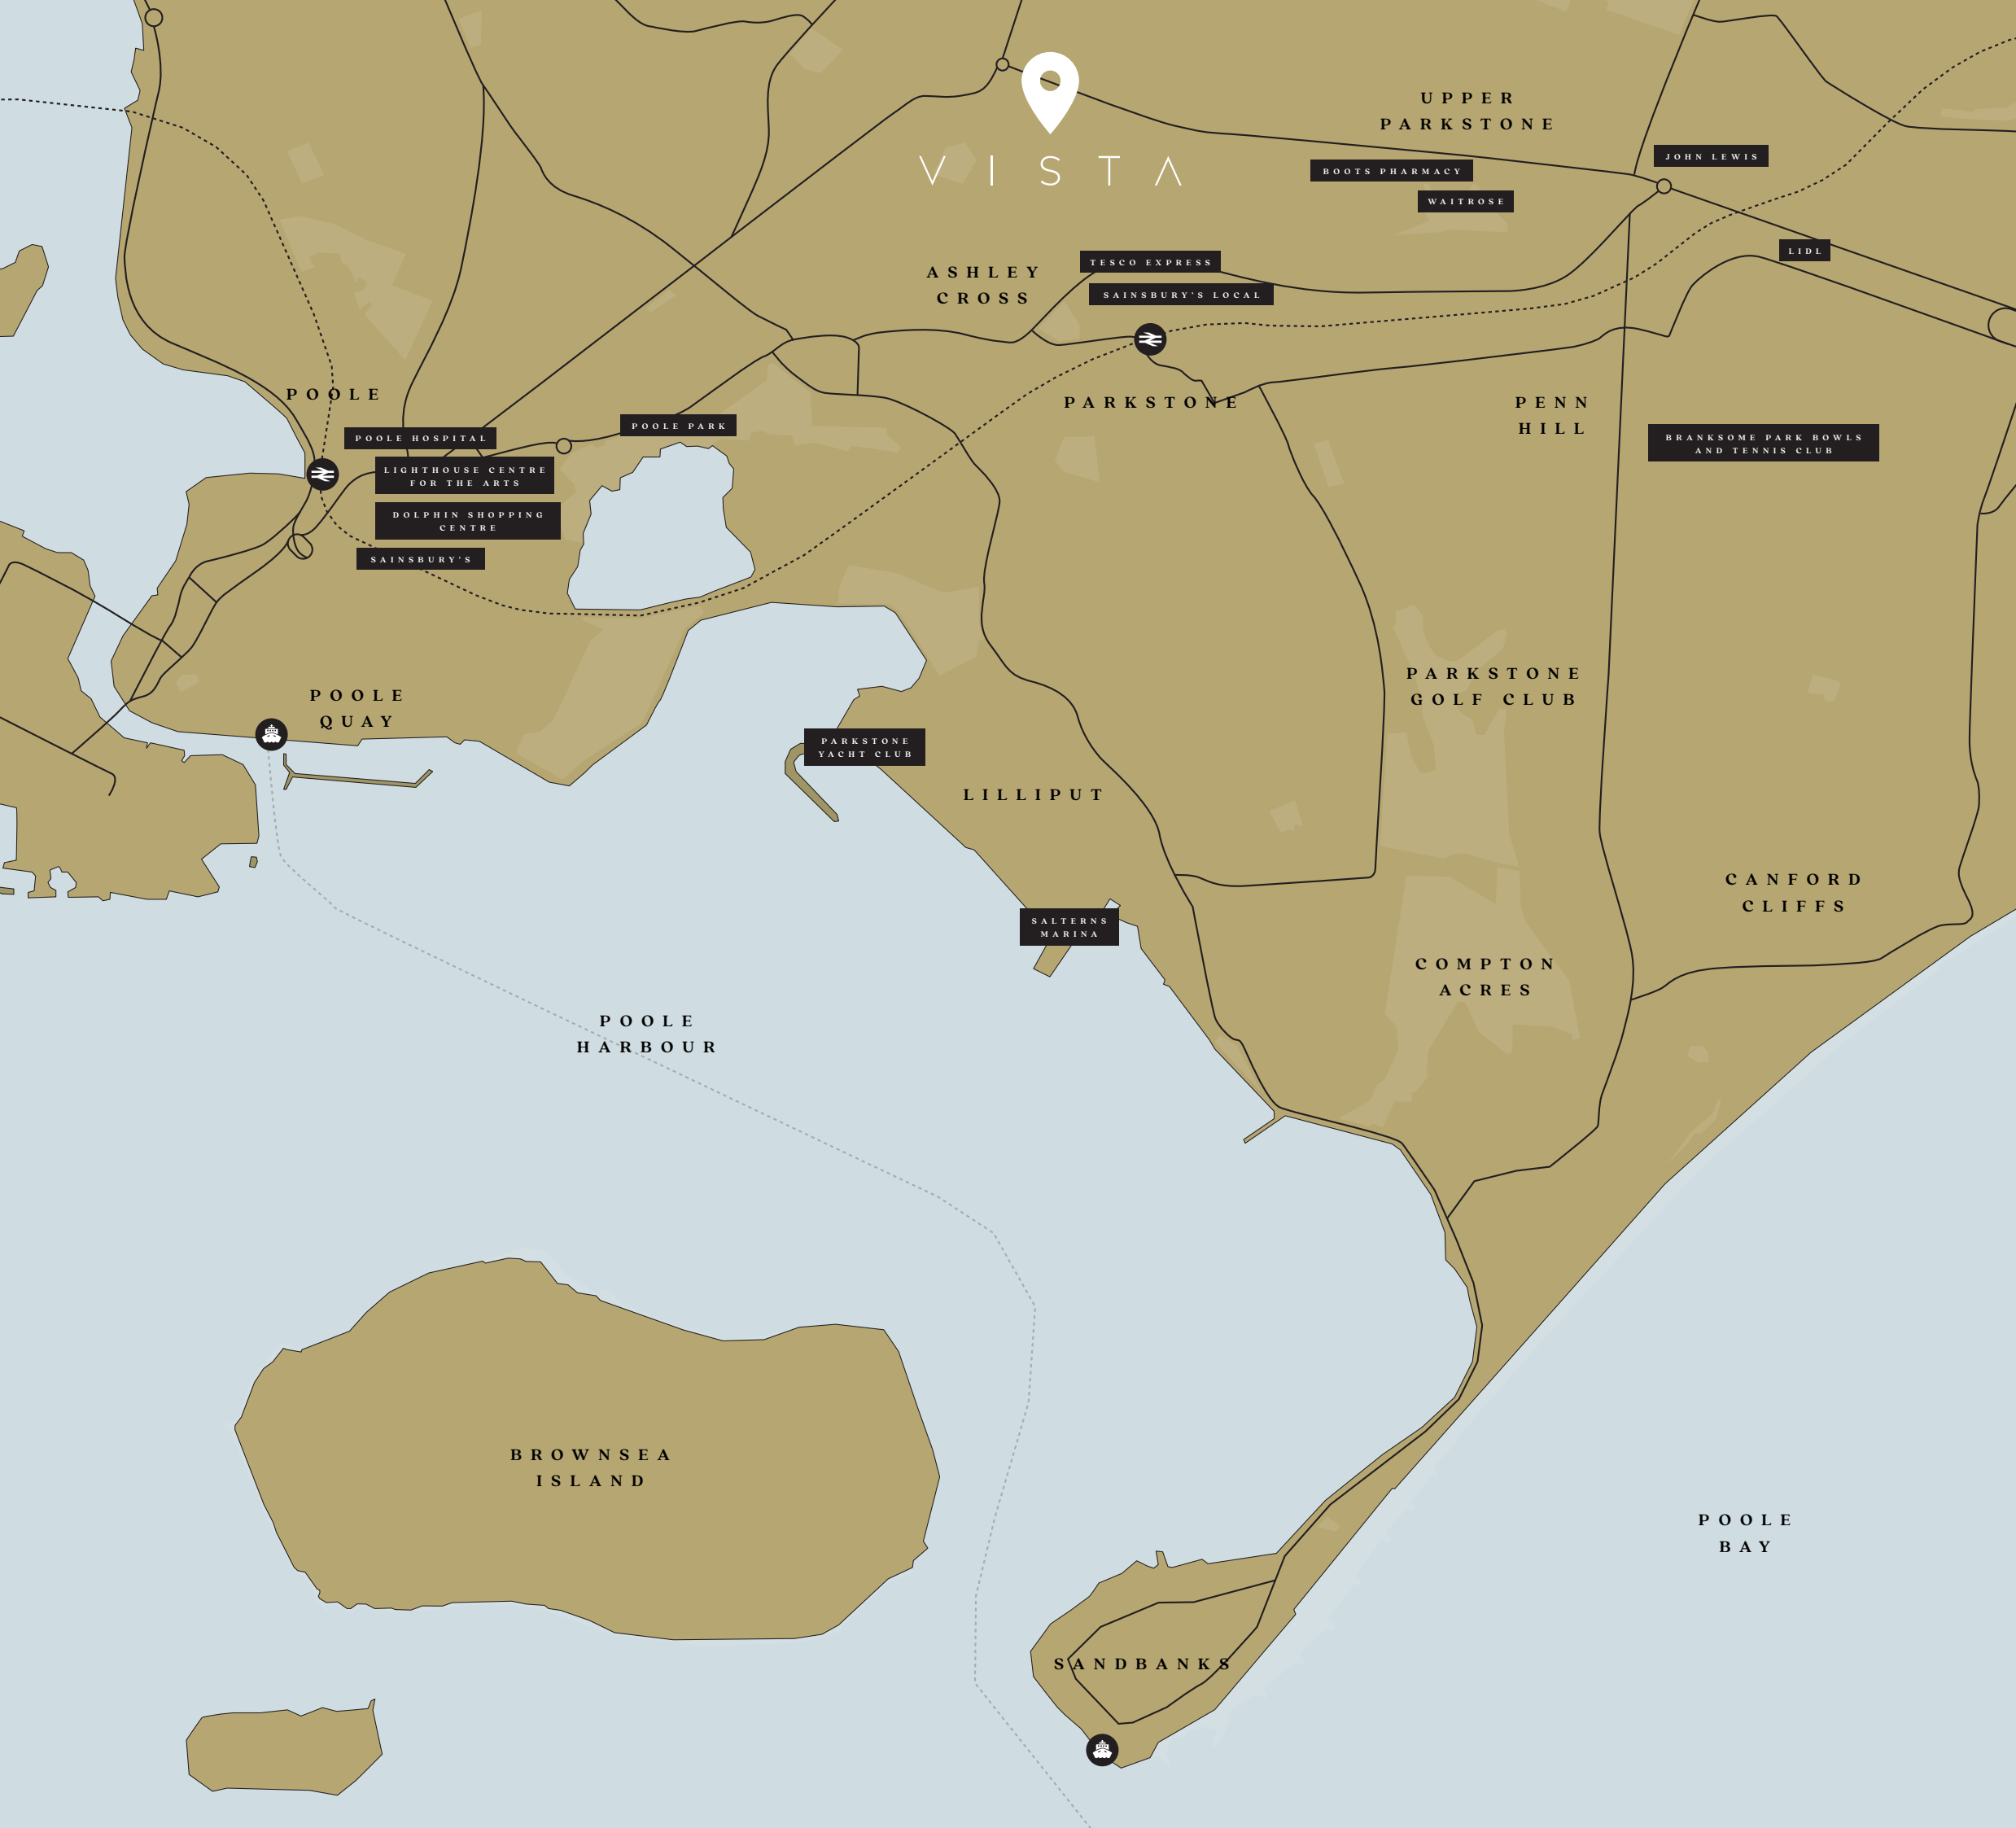 UPPER
PARKSTONE
JOHN LEWIS
BOOTS PHARMACY
VISTA
WAITROSE
LIDL
TESCO EXPRESS
ASHLEY
CROSS
SAINSBURY'S LOCAL
POOLE
PARKSTONE
PENN
HILL
POOLE PARK
POOLE HOSPITAL
BRANKSOME PARK BOWLS
AND TENNIS CLUB
LIGHTHOUSE CENTRE
FOR THE ARTS
DOLPHIN SHOPPING
CENTRE
SAINSBURY'S
PARKSTONE
GOLF CLUB
POOLE
QUAY
PARKSTONE
YACHT CLUB
LILLIPUT
CANFORD
CLIFFS
SALTERNS
MARINA
COMPTON
ACRES
POOLE
HARBOUR
BROWNSEA
ISLAND
POOLE
BAY
SANDBANKS